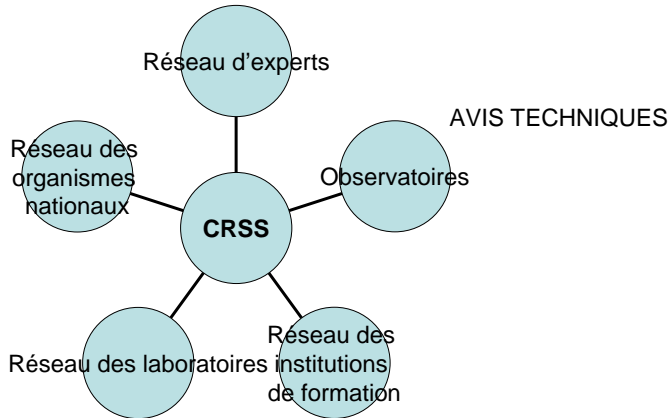 Réseau d'experts
AVIS TECHNIQUES
Réseau des
organismes
nationaux
Observatoires
CRSS
Réseau des laboratoires
Réseau des
institutions
de formation